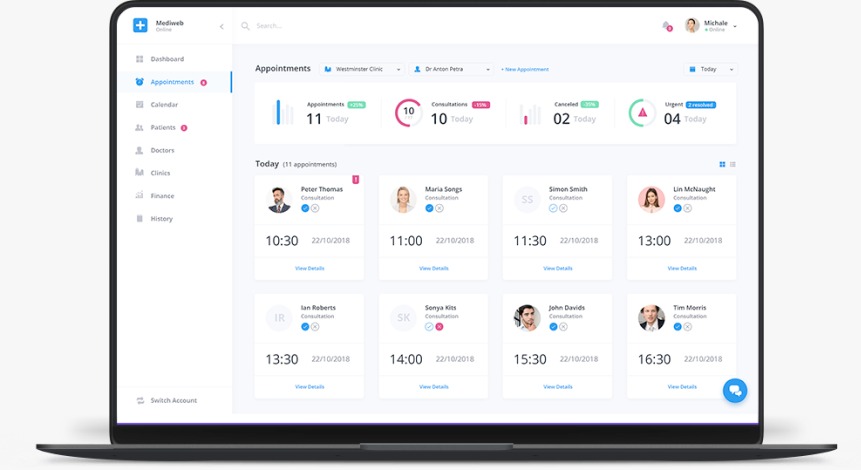 Mediweb
Online
Search...
Michale
Online
Dashboard
Appointments
Calendar
Patients
Doctors
Clinics
Finance
History
Switch Account
Appointments
Westminster Clinic
Dr Anton Petra
+ New Appointment
Today
Appointments
11 Today
10
Consultations
10 Today
Canceled
02 Today
Urgent 2 resolved
04 Today
Today (11 appointments)
Peter Thomas
Consultation
10:30 22/10/2018
View Details
Maria Songs
Consultation
11:00 22/10/2018
View Details
SS
Simon Smith
Consultation
11:30 22/10/2018
View Details
Lin McNaught
Consultation
13:00 22/10/2018
View Details
IR
Ian Roberts
Consultation
13:30 22/10/2018
View Details
SK
Sonya Kits
Consultation
14:00 22/10/2018
View Details
John Davids
Consultation
15:30 22/10/2018
View Details
Tim Morris
Consultation
16:30 22/10/2018
View Details